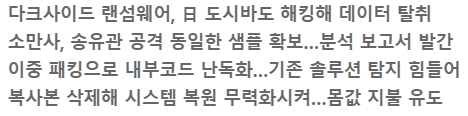 다크사이드 랜섬웨어, 日 도시바도 해킹해 데이터 탈취
소만사, 송유관 공격 동일한 샘플 확보...분석 보고서 발간
이중 패킹으로 내부코드 난독화...기존 솔루션 탐지 힘들어
복사본 삭제해 시스템 복원 무력화시켜...몸값 지불 유도